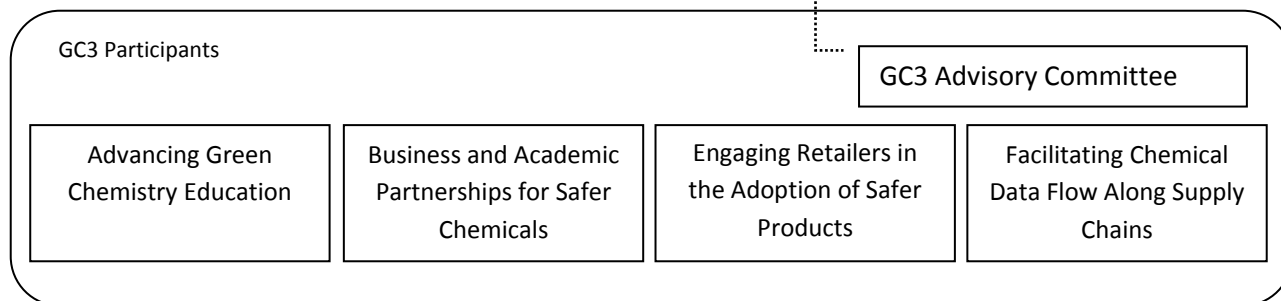 GC3 Participants
GC3 Advisory Committee
Advancing Green
Chemistry Education
Business and Academic
Partnerships for Safer
Chemicals
Engaging Retailers in
the Adoption of Safer
Products
Facilitating Chemical
Data Flow Along Supply
Chains